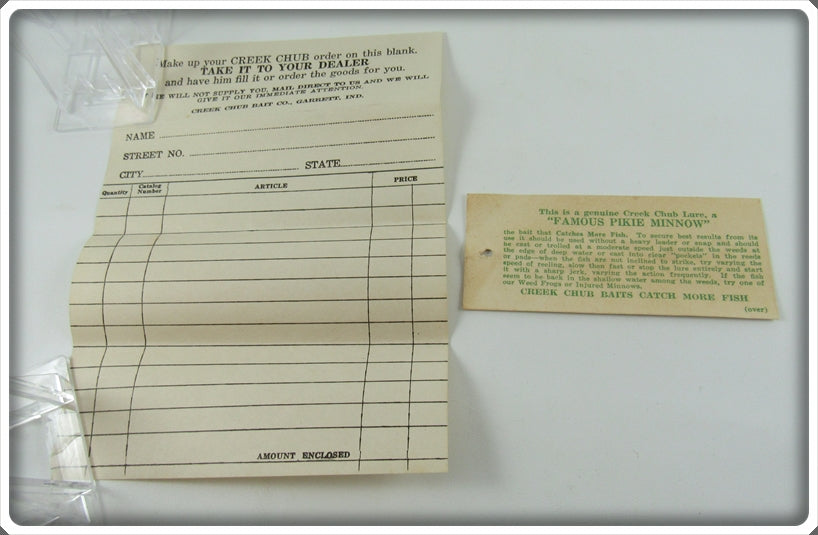 Make up your CREEK CHUB order on this blank.
TAKE IT TO YOUR DEALER
and have him fill it or order the goods for you.
HE WILL NOT SUPPLY YOU, MAIL DIRECT TO US AND WE WILL
GIVE IT OUR IMMEDIATE ATTENTION.
CREEK CHUB BAIT CO., GARRETT, IND.
NAME
STREET NO.
CITY STATE
Quantity Catalog Number ARTICLE PRICE
AMOUNT ENCLOSED
This is a genuine Creek Chub Lure, a
"FAMOUS PIKIE MINNOW"
the bait that Catches More Fish. To secure best results from its
use it should be used without a heavy leader or snap and should
be cast or trolled at a moderate speed just outside the weeds at
the edge of deep water or cast into clear "pockets" in the reeds
or pads—when the fish are not inclined to strike, try varying the
speed of reeling, slow then fast or stop the lure entirely and start
it with a sharp jerk, varying the action frequently. If the fish
seem to be back in the shallow water among the weeds, try one of
our Weed Frogs or Injured Minnows.
CREEK CHUB BAITS CATCH MORE FISH
(over)